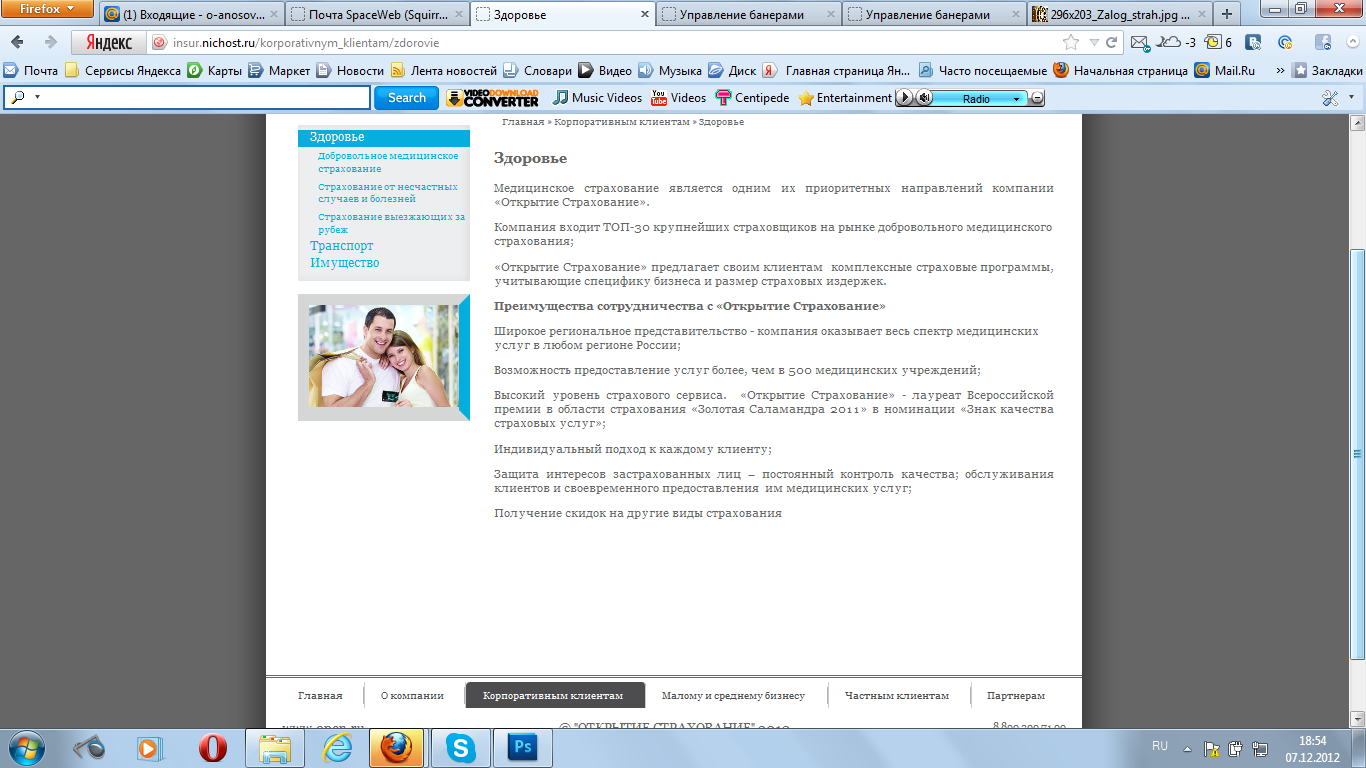 Firefox
(1) Входящие - o-anosov...
Почта SpaceWeb (Squirr...
Здоровье
Управление банерами
Управление банерами
296x203_Zalog_strah.jpg ...
Яндекс
insur.nichost.ru/korporativnym_klientam/zdorovie
-3
6
Почта
Сервисы Яндекса
Карты
Маркет
Новости
Лента новостей
Словари
Видео
Музыка
Диск
Главная страница Ян...
Часто посещаемые
Начальная страница
Mail.Ru
»
Закладки
Search
VIDEO DOWNLOAD
CONVERTER
Music Videos
You
Tube
Videos
Centipede
Entertainment
Radio
Здоровье
Добровольное медицинское
страхование
Страхование от несчастных
случаев и болезней
Страхование выезжающих за
рубеж
Транспорт
Имущество
Главная » Корпоративным клиентам » Здоровье
Здоровье
Медицинское страхование является одним их приоритетных направлений компании
«Открытие Страхование».
Компания входит ТОП-30 крупнейших страховщиков на рынке добровольного медицинского
страхования;
«Открытие Страхование» предлагает своим клиентам комплексные страховые программы,
учитывающие специфику бизнеса и размер страховых издержек.
Преимущества сотрудничества с «Открытие Страхование»
Широкое региональное представительство - компания оказывает весь спектр медицинских
услуг в любом регионе России;
Возможность предоставление услуг более, чем в 500 медицинских учреждений;
Высокий уровень страхового сервиса. «Открытие Страхование» - лауреат Всероссийской
премии в области страхования «Золотая Саламандра 2011» в номинации «Знак качества
страховых услуг»;
Индивидуальный подход к каждому клиенту;
Защита интересов застрахованных лиц – постоянный контроль качества; обслуживания
клиентов и своевременного предоставления им медицинских услуг;
Получение скидок на другие виды страхования
Главная
О компании
Корпоративным клиентам
Малому и среднему бизнесу
Частным клиентам
Партнерам
www.open.ru
© "ОТКРЫТИЕ СТРАХОВАНИЕ" 2012
Ps
RU
18:54
07.12.2012